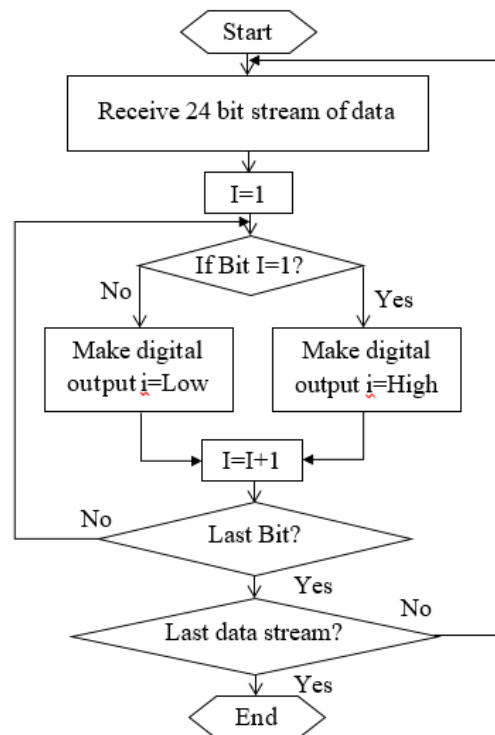 Start
Receive 24 bit stream of data
I=1
If Bit I=1?
No
Yes
Make digital
output i=Low
Make digital
output i=High
I=I+1
No
Last Bit?
Yes
No
Last data stream?
Yes
End